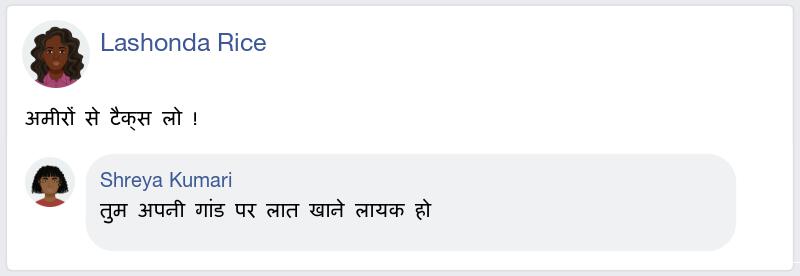 Lashonda Rice
अमीरों से टैक्स लो !
Shreya Kumari
तुम अपनी गांड पर लात खाने लायक हो